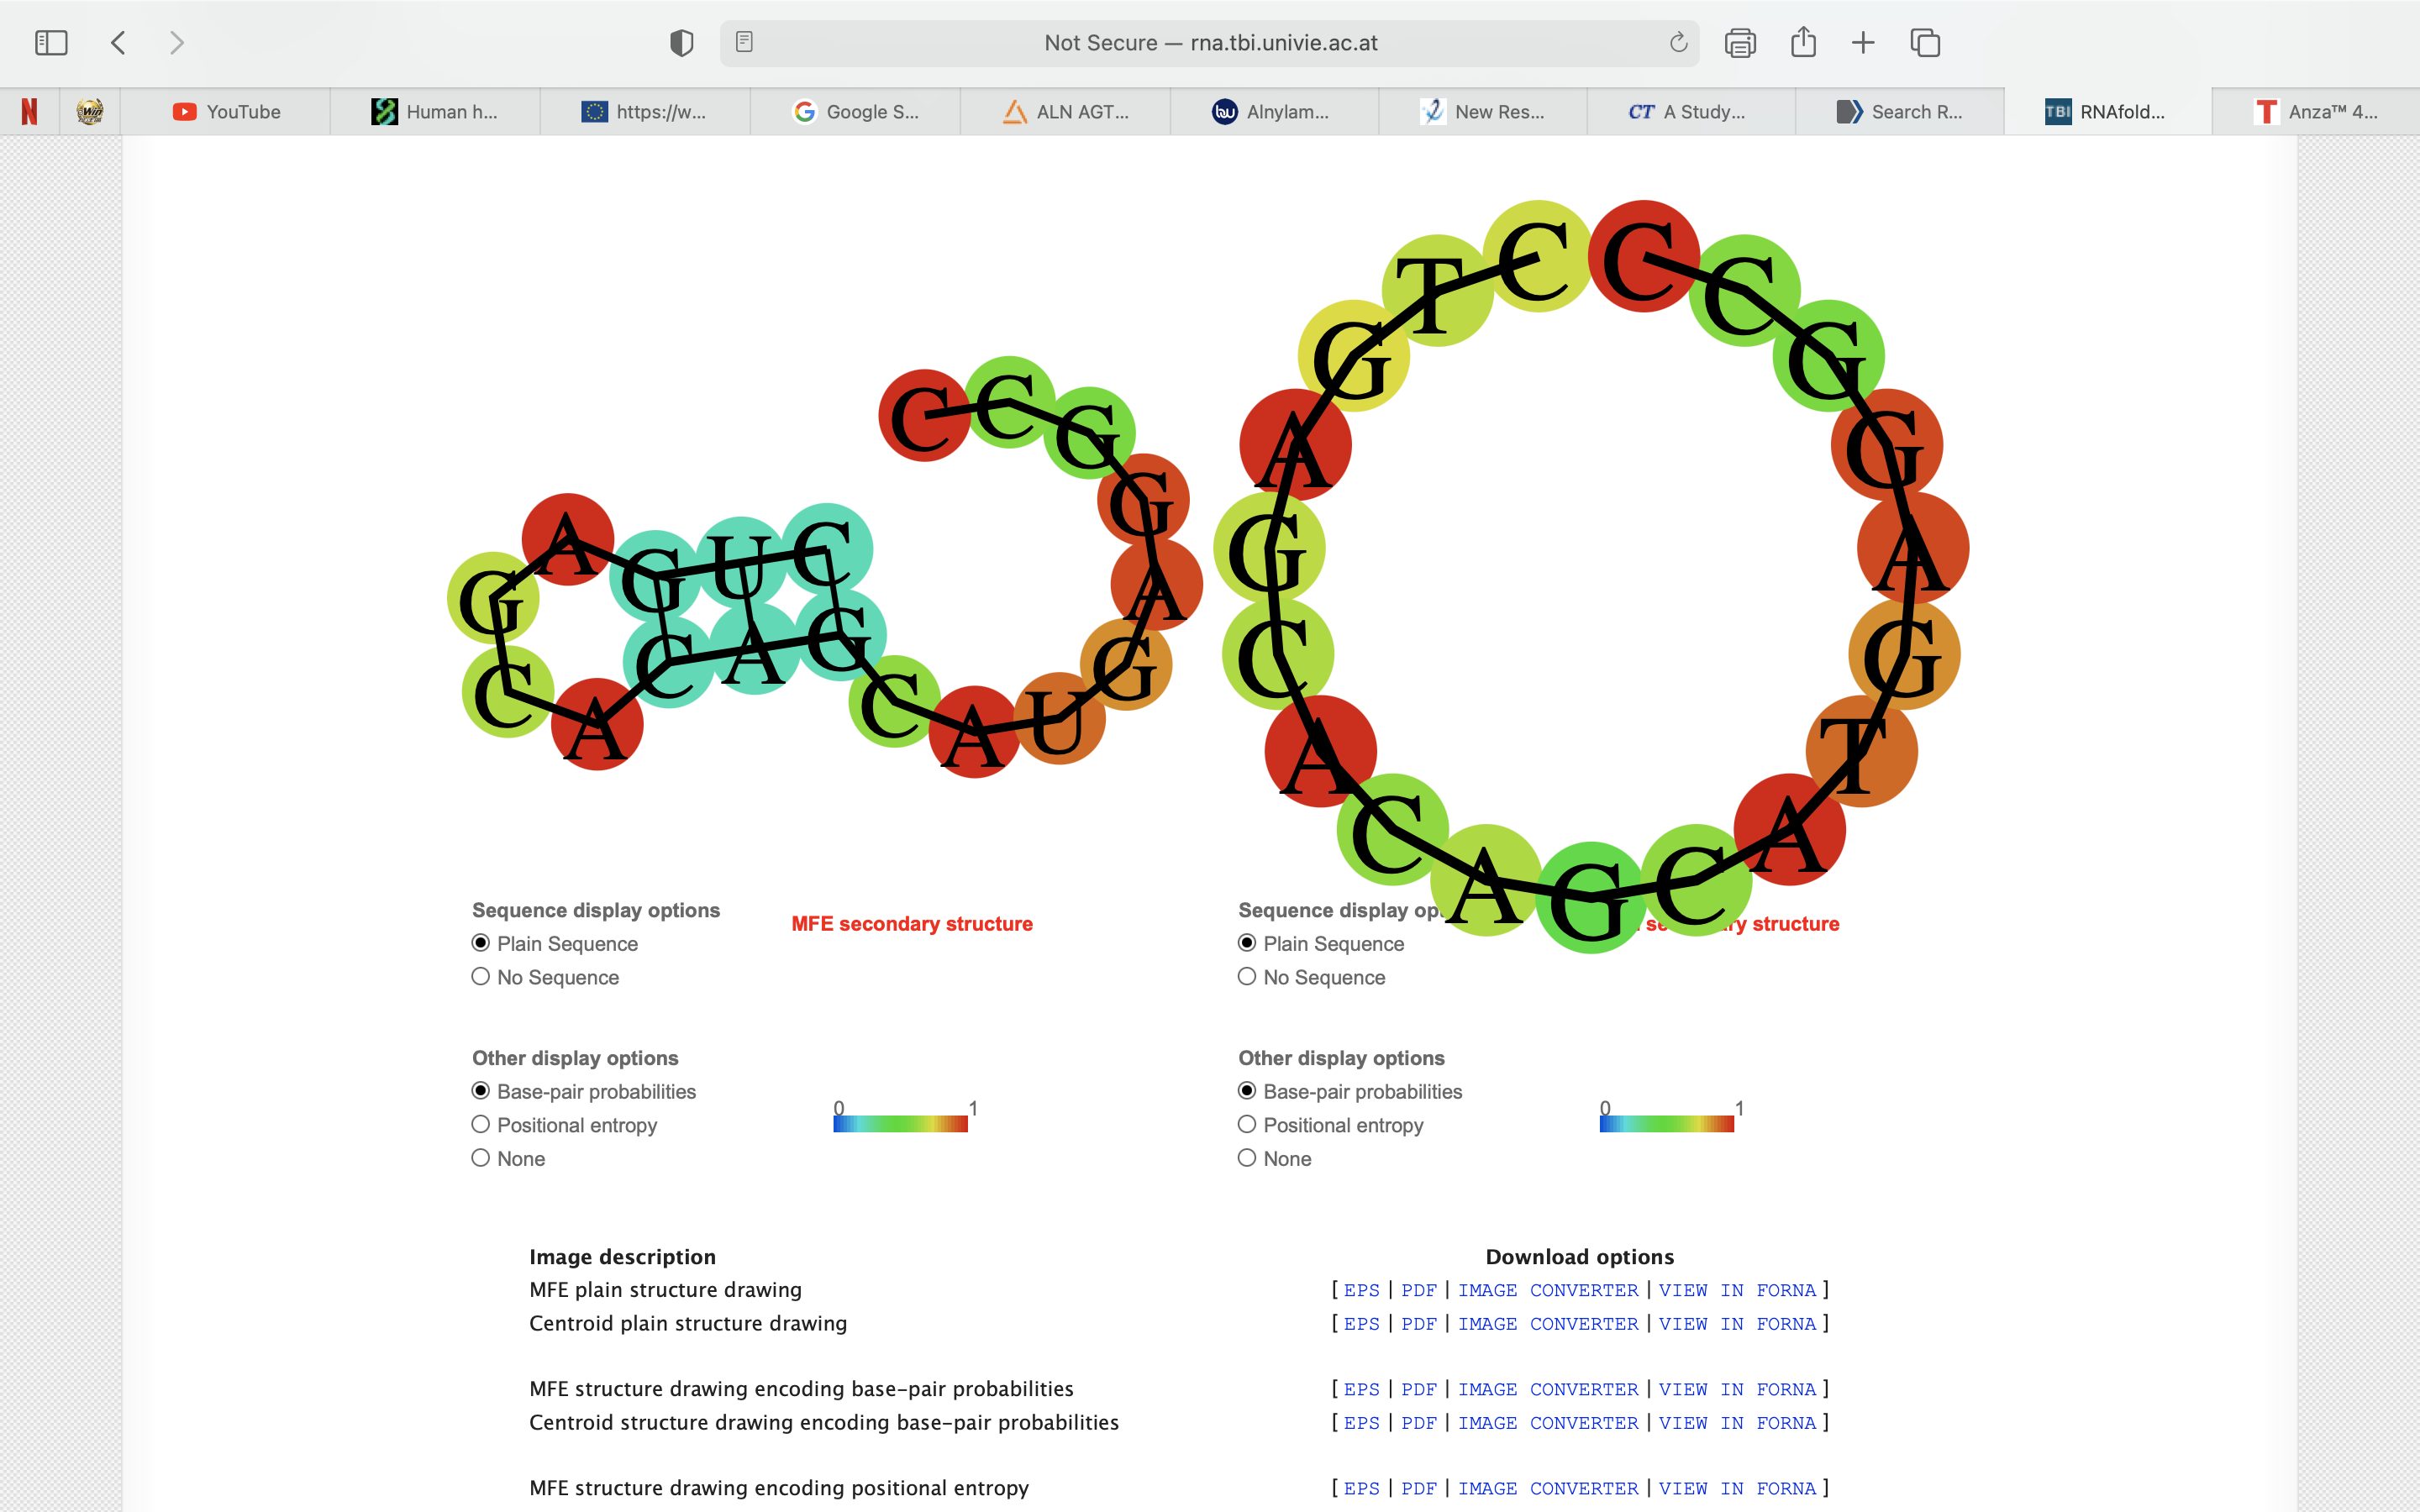 Not Secure — rna.tbi.univie.ac.at
YouTube
Human h...
https://w...
Google S...
ALN AGT...
Alnylam...
New Res...
CT A Study...
Search R...
TBI RNAfold...
Anza™ 4...
C C G G A G U A C G A C A C G A G U C
C C G G A G T A C G A C A C G A G T C
Sequence display options
MFE secondary structure
Plain Sequence
No Sequence
Sequence display op
se ry structure
Plain Sequence
No Sequence
Other display options
Base-pair probabilities
0 1
Positional entropy
None
Other display options
Base-pair probabilities
0 1
Positional entropy
None
Image description Download options
MFE plain structure drawing [ EPS | PDF | IMAGE CONVERTER | VIEW IN FORNA ]
Centroid plain structure drawing [ EPS | PDF | IMAGE CONVERTER | VIEW IN FORNA ]
MFE structure drawing encoding base-pair probabilities [ EPS | PDF | IMAGE CONVERTER | VIEW IN FORNA ]
Centroid structure drawing encoding base-pair probabilities [ EPS | PDF | IMAGE CONVERTER | VIEW IN FORNA ]
MFE structure drawing encoding positional entropy [ EPS | PDF | IMAGE CONVERTER | VIEW IN FORNA ]